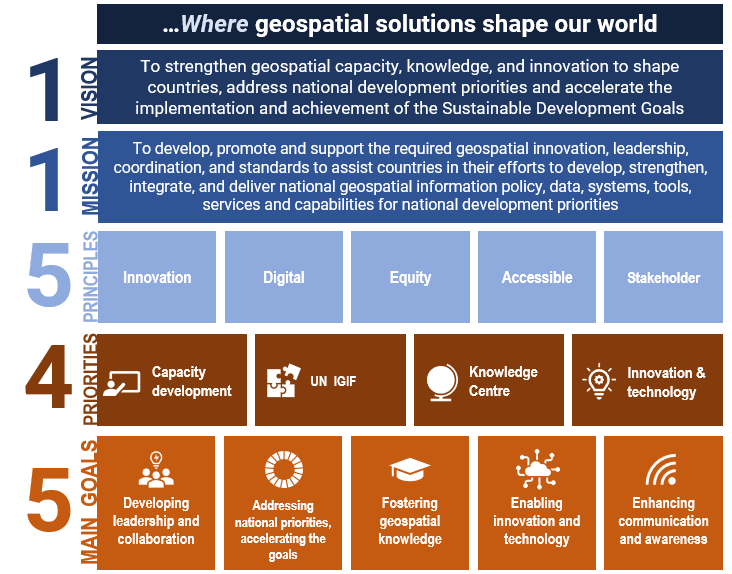 ...Where geospatial solutions shape our world
1
VISION
To strengthen geospatial capacity, knowledge, and innovation to shape
countries, address national development priorities and accelerate the
implementation and achievement of the Sustainable Development Goals
1
MISSION
To develop, promote and support the required geospatial innovation, leadership,
coordination, and standards to assist countries in their efforts to develop, strengthen,
integrate, and deliver national geospatial information policy, data, systems, tools,
services and capabilities for national development priorities
5
PRINCIPLES
Innovation
Digital
Equity
Accessible
Stakeholder
4
PRIORITIES
Capacity
development
UN IGIF
Knowledge
Centre
Innovation &
technology
5
MAIN GOALS
Developing
leadership and
collaboration
Addressing
national priorities,
accelerating the
goals
Fostering
geospatial
knowledge
Enabling
innovation and
technology
Enhancing
communication
and awareness